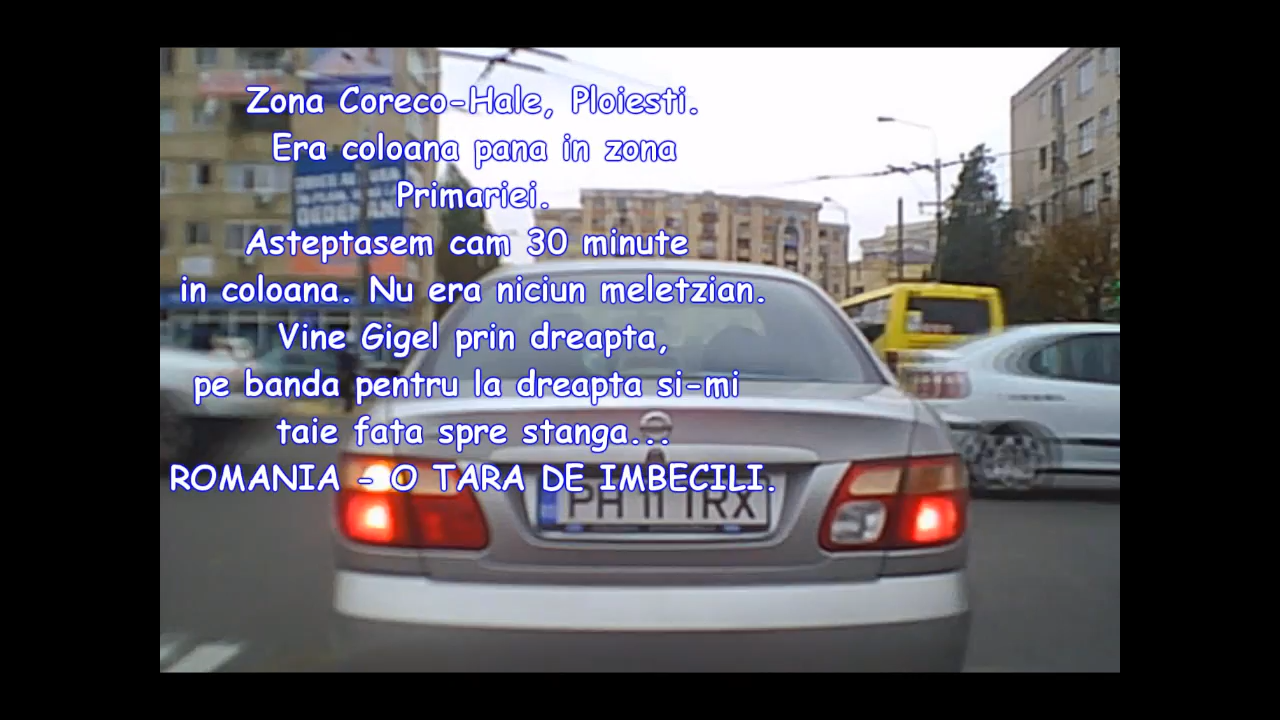 Zona Coreco-Hale, Ploiesti.
Era coloana pana in zona
Primariei.
Asteptasem cam 30 minute
in coloana. Nu era niciun meletzian.
Vine Gigel prin dreapta,
pe banda pentru la dreapta si-mi
taie fata spre stanga...
ROMANIA - O TARA DE IMBECILI.
PH 11 TRX
DEDEMAN